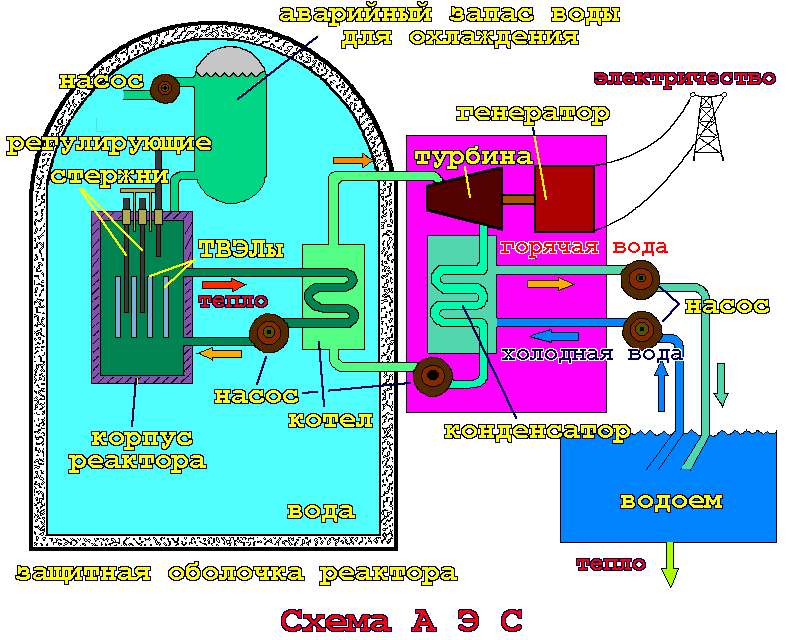 аварийный запас воды
для охлаждения
насос
электричество
генератор
регулирующие
стержни
турбина
ТВЭЛы
горячая вода
тепло
насос
холодная вода
насос
котел
конденсатор
корпус
реактора
водоем
вода
тепло
защитная оболочка реактора
Схема А Э С